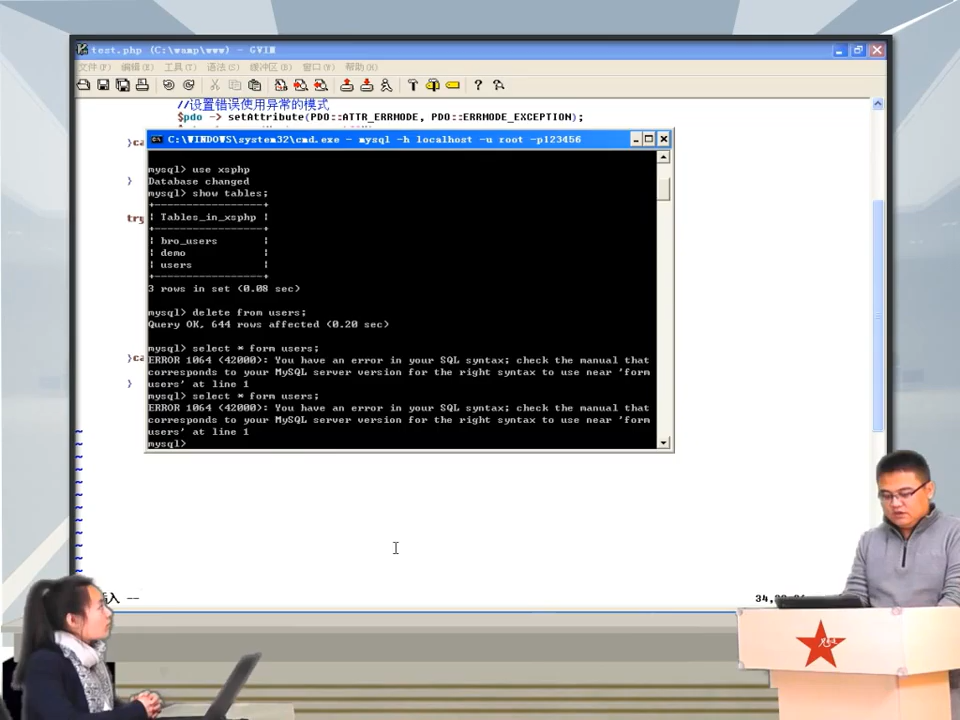 test.php (C:\wamp\www) - GVIM
文件(F) 编辑(E) 工具(T) 语法(S) 缓冲区(B) 窗口(W) 帮助(H)
//设置错误使用异常的模式
$pdo -> setAttribute(PDO::ATTR_ERRMODE, PDO::ERRMODE_EXCEPTION);
C:\WINDOWS\system32\cmd.exe - mysql -h localhost -u root -p123456
}ca
mysql> use xsphp
Database changed
}
mysql> show tables;
+-----------------+
try
| Tables_in_xsphp |
+-----------------+
| bro_users       |
| demo            |
| users           |
+-----------------+
3 rows in set (0.08 sec)
mysql> delete from users;
Query OK, 644 rows affected (0.20 sec)
mysql> select * form users;
}ca
ERROR 1064 (42000): You have an error in your SQL syntax; check the manual that
corresponds to your MySQL server version for the right syntax to use near 'form
users' at line 1
}
mysql> select * form users;
ERROR 1064 (42000): You have an error in your SQL syntax; check the manual that
corresponds to your MySQL server version for the right syntax to use near 'form
users' at line 1
mysql>
~
~
~
~
~
~
~
~
~
入 --